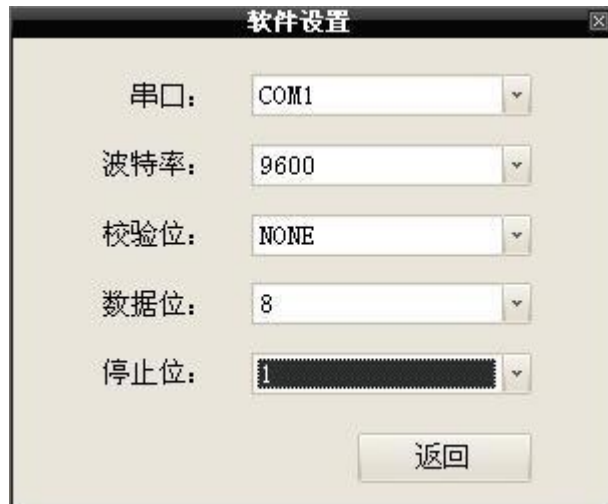 软件设置
串口： COM1
波特率： 9600
校验位： NONE
数据位： 8
停止位： 1
返回